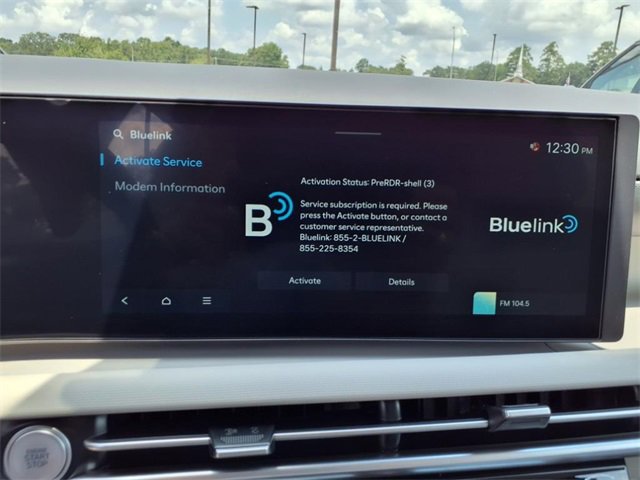 Bluelink
12:30 PM
Activate Service
Modem Information
Activation Status: PreRDR-shell (3)
B
Service subscription is required. Please
press the Activate button, or contact a
customer service representative.
Bluelink: 855-2-BLUELINK /
855-225-8354
Bluelink
Activate
Details
FM 104.5
ENGINE
START
STOP